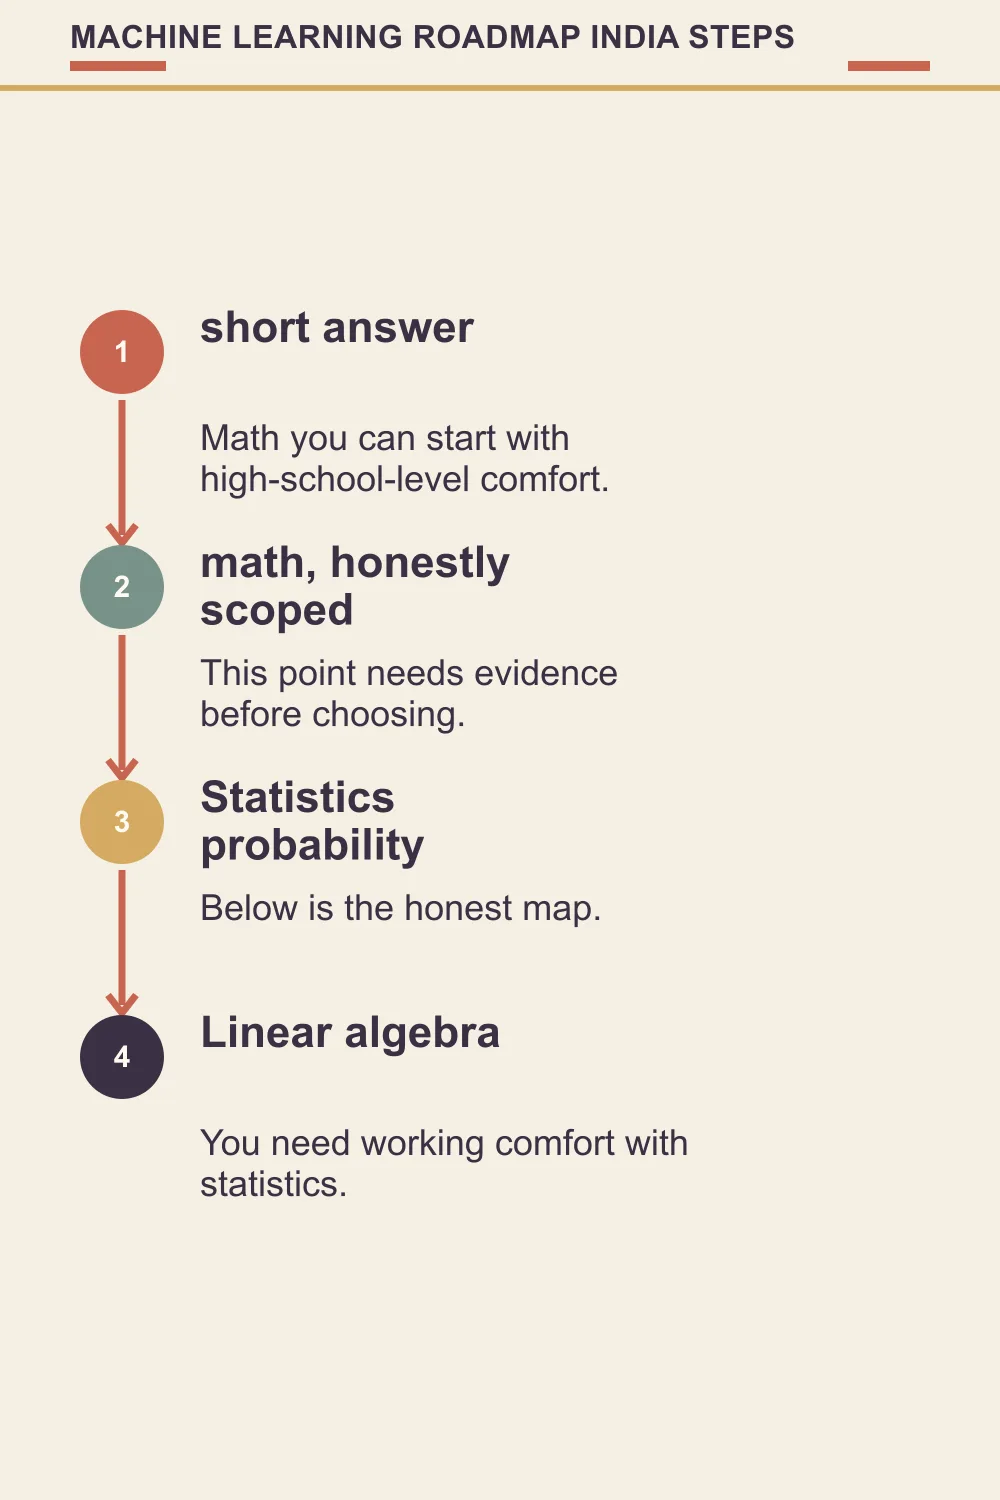 MACHINE LEARNING ROADMAP INDIA STEPS
1
short answer
Math you can start with
high-school-level comfort.
2
math, honestly
scoped
This point needs evidence
before choosing.
3
Statistics
probability
Below is the honest map.
4
Linear algebra
You need working comfort with
statistics.